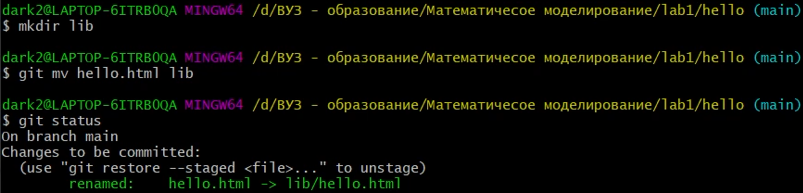 dark2@LAPTOP-6ITRB0QA MINGW64 /d/ВУЗ - образование/Математичесое моделирование/lab1/hello (main)
$ mkdir lib
dark2@LAPTOP-6ITRB0QA MINGW64 /d/ВУЗ - образование/Математичесое моделирование/lab1/hello (main)
$ git mv hello.html lib
dark2@LAPTOP-6ITRB0QA MINGW64 /d/ВУЗ - образование/Математичесое моделирование/lab1/hello (main)
$ git status
On branch main
Changes to be committed:
  (use "git restore --staged <file>..." to unstage)
        renamed:    hello.html -> lib/hello.html